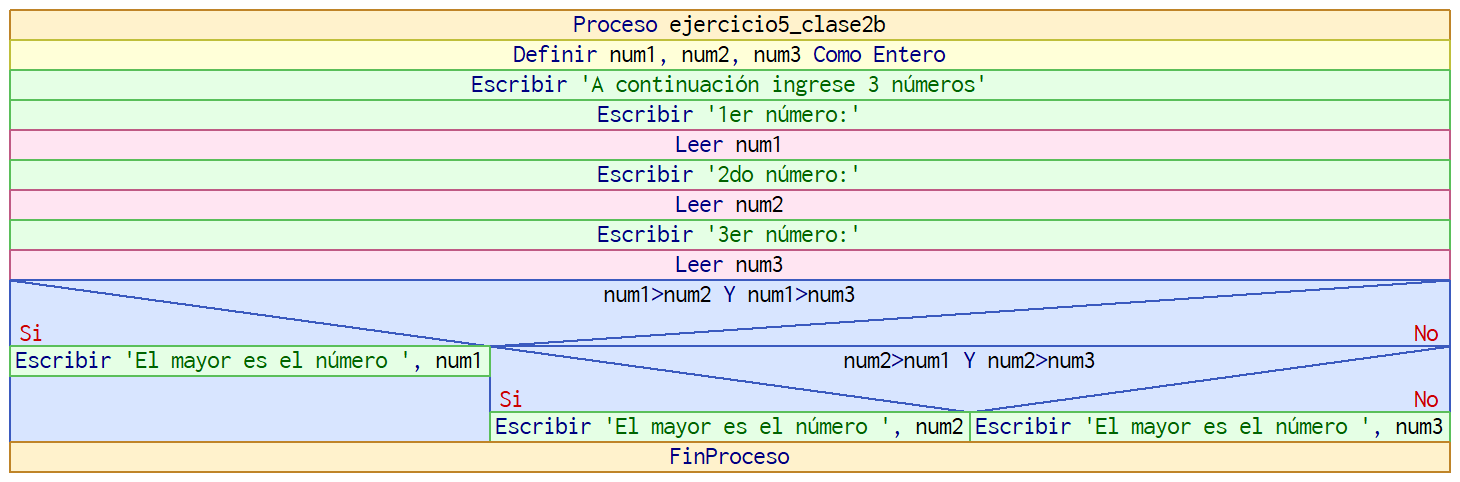 Proceso ejercicio5_clase2b
Definir num1, num2, num3 Como Entero
Escribir 'A continuación ingrese 3 números'
Escribir '1er número:'
Leer num1
Escribir '2do número:'
Leer num2
Escribir '3er número:'
Leer num3
num1>num2 Y num1>num3
Si No
Escribir 'El mayor es el número ', num1
num2>num1 Y num2>num3
Si No
Escribir 'El mayor es el número ', num2
Escribir 'El mayor es el número ', num3
FinProceso